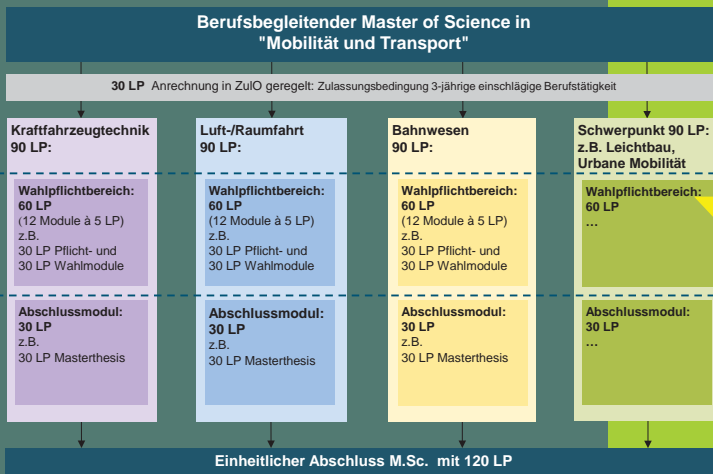 Berufsbegleitender Master of Science in
"Mobilität und Transport"
30 LP Anrechnung in ZulO geregelt: Zulassungsbedingung 3-jährige einschlägige Berufstätigkeit
Kraftfahrzeugtechnik
90 LP:
Wahlpflichtbereich:
60 LP
(12 Module à 5 LP)
z.B.
30 LP Pflicht- und
30 LP Wahlmodule
Abschlussmodul:
30 LP
z.B.
30 LP Masterthesis
Luft-/Raumfahrt
90 LP:
Wahlpflichtbereich:
60 LP
(12 Module à 5 LP)
z.B.
30 LP Pflicht- und
30 LP Wahlmodule
Abschlussmodul:
30 LP
z.B.
30 LP Masterthesis
Bahnwesen
90 LP:
Wahlpflichtbereich:
60 LP
(12 Module à 5 LP)
z.B.
30 LP Pflicht- und
30 LP Wahlmodule
Abschlussmodul:
30 LP
z.B.
30 LP Masterthesis
Schwerpunkt 90 LP:
z.B. Leichtbau,
Urbane Mobilität
Wahlpflichtbereich:
60 LP
...
Abschlussmodul:
30 LP
...
Einheitlicher Abschluss M.Sc. mit 120 LP